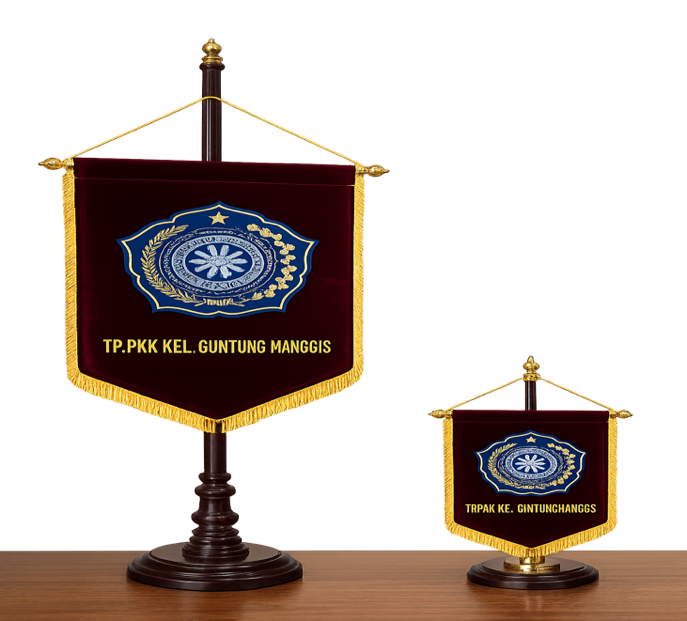 TP.PKK KEL. GUNTUNG MANGGIS
TRPAK KE. GINTUNCHANGGS